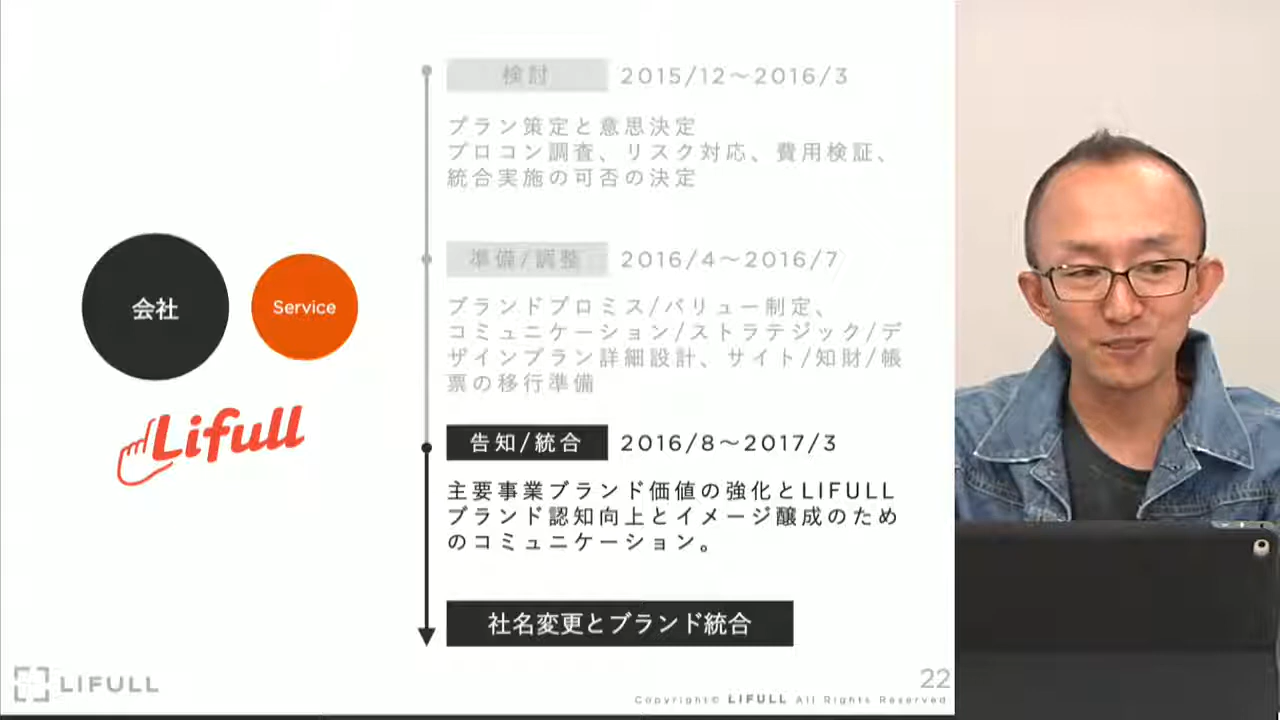 検討 2015/12〜2016/3
プラン策定と意思決定
プロコン調査、リスク対応、費用検証、
統合実施の可否の決定
準備/調整 2016/4〜2016/7
ブランドプロミス/バリュー制定、
コミュニケーション/ストラテジック/デ
ザインプラン詳細設計、サイト/知財/帳
票の移行準備
会社
Service
Lifull
告知/統合 2016/8〜2017/3
主要事業ブランド価値の強化とLIFULL
ブランド認知向上とイメージ醸成のため
のコミュニケーション。
社名変更とブランド統合
LIFULL
22
Copyright© LIFULL All Rights Reserved